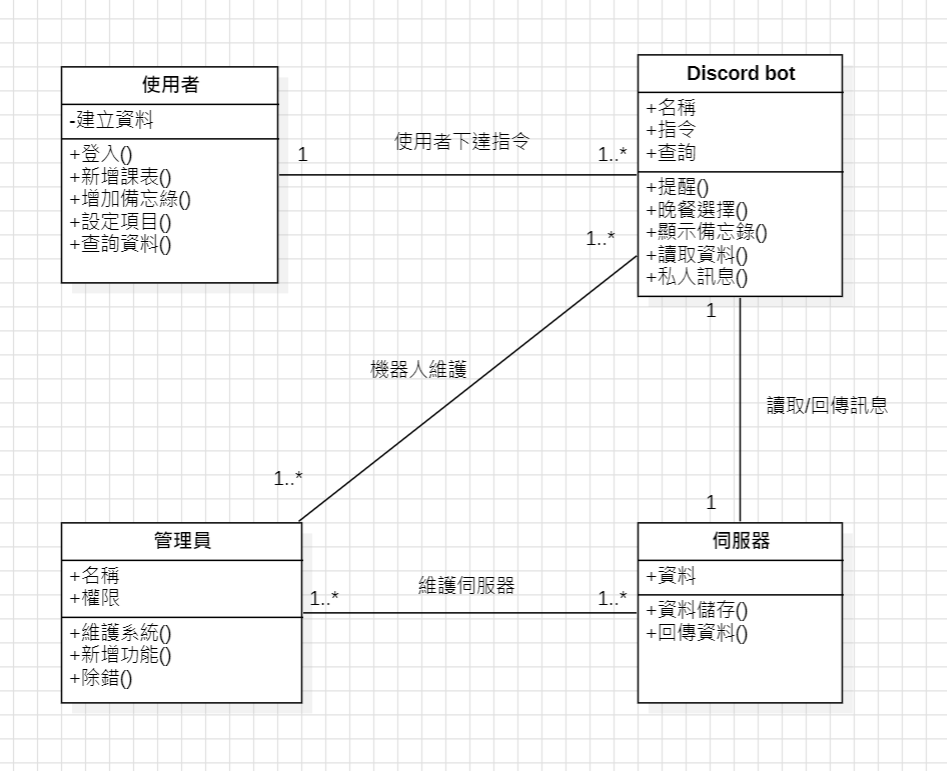 使用者
-建立資料
+登入()
+新增課表()
+增加備忘綠()
+設定項目()
+查詢資料()
1
使用者下達指令
1..*
Discord bot
+名稱
+指令
+查詢
+提醒()
+晚餐選擇()
+顯示備忘錄()
+讀取資料()
+私人訊息()
1..*
機器人維護
1..*
1
讀取/回傳訊息
1
管理員
+名稱
+權限
+維護系統()
+新增功能()
+除錯()
1..*
維護伺服器
1..*
伺服器
+資料
+資料儲存()
+回傳資料()